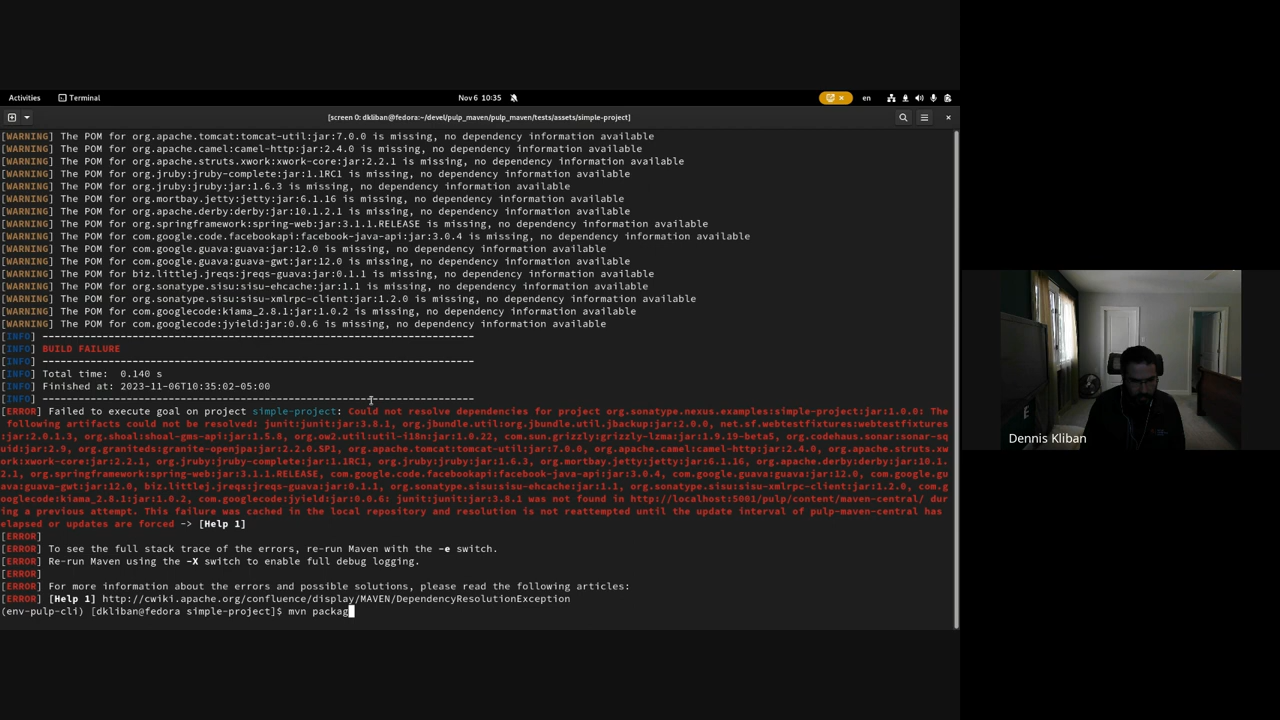 Activities
Terminal
Nov 6 10:35
en
[screen 0: dkliban@fedora:~/devel/pulp_maven/pulp_maven/tests/assets/simple-project]
[WARNING] The POM for org.apache.tomcat:tomcat-util:jar:7.0.0 is missing, no dependency information available
[WARNING] The POM for org.apache.camel:camel-http:jar:2.4.0 is missing, no dependency information available
[WARNING] The POM for org.apache.struts.xwork:xwork-core:jar:2.2.1 is missing, no dependency information available
[WARNING] The POM for org.jruby:jruby-complete:jar:1.1RC1 is missing, no dependency information available
[WARNING] The POM for org.jruby:jruby:jar:1.6.3 is missing, no dependency information available
[WARNING] The POM for org.mortbay.jetty:jetty:jar:6.1.16 is missing, no dependency information available
[WARNING] The POM for org.apache.derby:derby:jar:10.1.2.1 is missing, no dependency information available
[WARNING] The POM for org.springframework:spring-web:jar:3.1.1.RELEASE is missing, no dependency information available
[WARNING] The POM for com.google.code.facebookapi:facebook-java-api:jar:3.0.4 is missing, no dependency information available
[WARNING] The POM for com.google.guava:guava:jar:12.0 is missing, no dependency information available
[WARNING] The POM for com.google.guava:guava-gwt:jar:12.0 is missing, no dependency information available
[WARNING] The POM for biz.littlej.jreqs:jreqs-guava:jar:0.1.1 is missing, no dependency information available
[WARNING] The POM for org.sonatype.sisu:sisu-ehcache:jar:1.1 is missing, no dependency information available
[WARNING] The POM for org.sonatype.sisu:sisu-xmlrpc-client:jar:1.2.0 is missing, no dependency information available
[WARNING] The POM for com.googlecode:kiama_2.8.1:jar:1.0.2 is missing, no dependency information available
[WARNING] The POM for com.googlecode:jyield:jar:0.0.6 is missing, no dependency information available
[INFO] ------------------------------------------------------------------------
[INFO] BUILD FAILURE
[INFO] ------------------------------------------------------------------------
[INFO] Total time:  0.140 s
[INFO] Finished at: 2023-11-06T10:35:02-05:00
[INFO] ------------------------------------------------------------------------
[ERROR] Failed to execute goal on project simple-project: Could not resolve dependencies for project org.sonatype.nexus.examples:simple-project:jar:1.0.0: The
 following artifacts could not be resolved: junit:junit:jar:3.8.1, org.jbundle.util:org.jbundle.util.jbackup:jar:2.0.0, net.sf.webtestfixtures:webtestfixtures
:jar:2.0.1.3, org.shoal:shoal-gms-api:jar:1.5.8, org.ow2.util:util-i18n:jar:1.0.22, com.sun.grizzly:grizzly-lzma:jar:1.9.19-beta5, org.codehaus.sonar:sonar-sq
uid:jar:2.9, org.graniteds:granite-openjpa:jar:2.2.0.SP1, org.apache.tomcat:tomcat-util:jar:7.0.0, org.apache.camel:camel-http:jar:2.4.0, org.apache.struts.xw
ork:xwork-core:jar:2.2.1, org.jruby:jruby-complete:jar:1.1RC1, org.jruby:jruby:jar:1.6.3, org.mortbay.jetty:jetty:jar:6.1.16, org.apache.derby:derby:jar:10.1.
2.1, org.springframework:spring-web:jar:3.1.1.RELEASE, com.google.code.facebookapi:facebook-java-api:jar:3.0.4, com.google.guava:guava:jar:12.0, com.google.gu
ava:guava-gwt:jar:12.0, biz.littlej.jreqs:jreqs-guava:jar:0.1.1, org.sonatype.sisu:sisu-ehcache:jar:1.1, org.sonatype.sisu:sisu-xmlrpc-client:jar:1.2.0, com.g
ooglecode:kiama_2.8.1:jar:1.0.2, com.googlecode:jyield:jar:0.0.6: junit:junit:jar:3.8.1 was not found in http://localhost:5001/pulp/content/maven-central/ dur
ing a previous attempt. This failure was cached in the local repository and resolution is not reattempted until the update interval of pulp-maven-central has
elapsed or updates are forced -> [Help 1]
[ERROR]
[ERROR] To see the full stack trace of the errors, re-run Maven with the -e switch.
[ERROR] Re-run Maven using the -X switch to enable full debug logging.
[ERROR]
[ERROR] For more information about the errors and possible solutions, please read the following articles:
[ERROR] [Help 1] http://cwiki.apache.org/confluence/display/MAVEN/DependencyResolutionException
(env-pulp-cli) [dkliban@fedora simple-project]$ mvn packag
Dennis Kliban